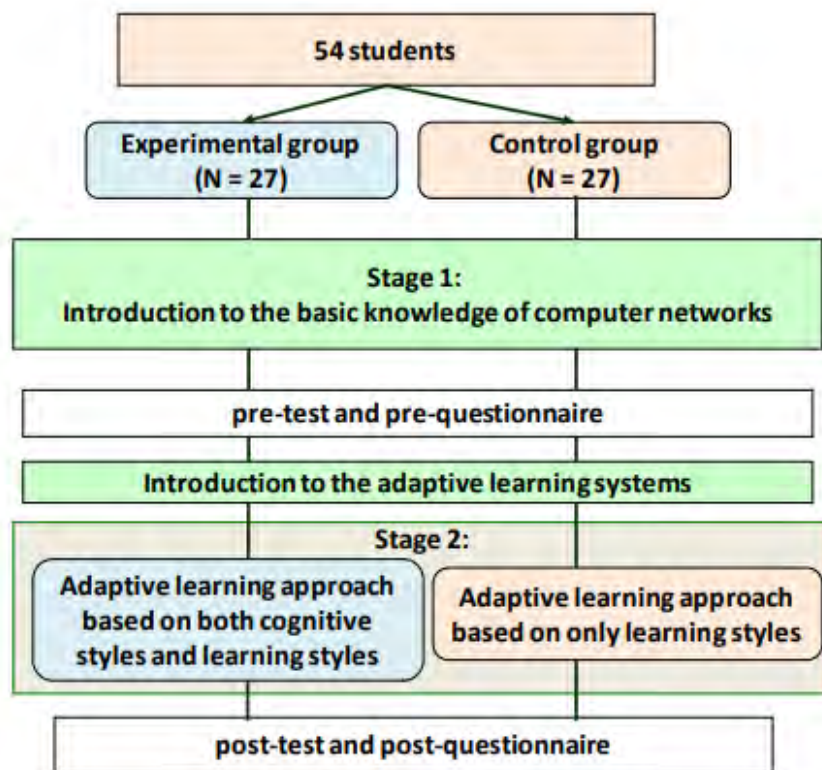 54 students
Experimental group
(N = 27)
Control group
(N = 27)
Stage 1:
Introduction to the basic knowledge of computer networks
pre-test and pre-questionnaire
Introduction to the adaptive learning systems
Stage 2:
Adaptive learning approach
based on both cognitive
styles and learning styles
Adaptive learning approach
based on only learning styles
post-test and post-questionnaire